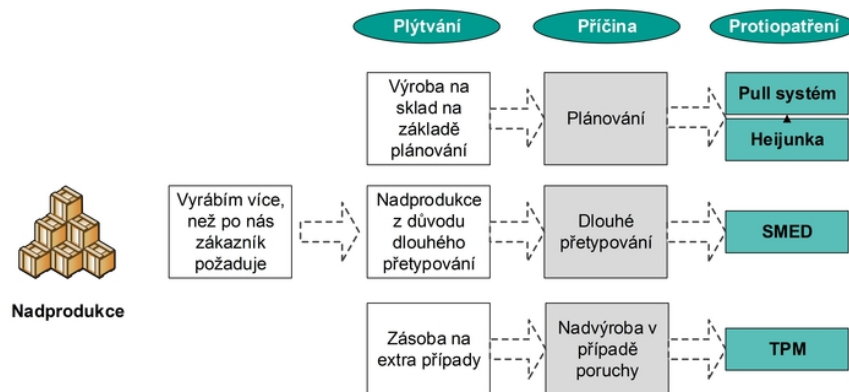 Plýtvání
Příčina
Protiopatření
Výroba na
sklad na
základě
plánování
Plánování
Pull systém
Heijunka
Vyrábím více,
než po nás
zákazník
požaduje
Nadprodukce
z důvodu
dlouhého
přetypování
Dlouhé
přetypování
SMED
Nadprodukce
Zásoba na
extra případy
Nadvýroba v
případě
poruchy
TPM